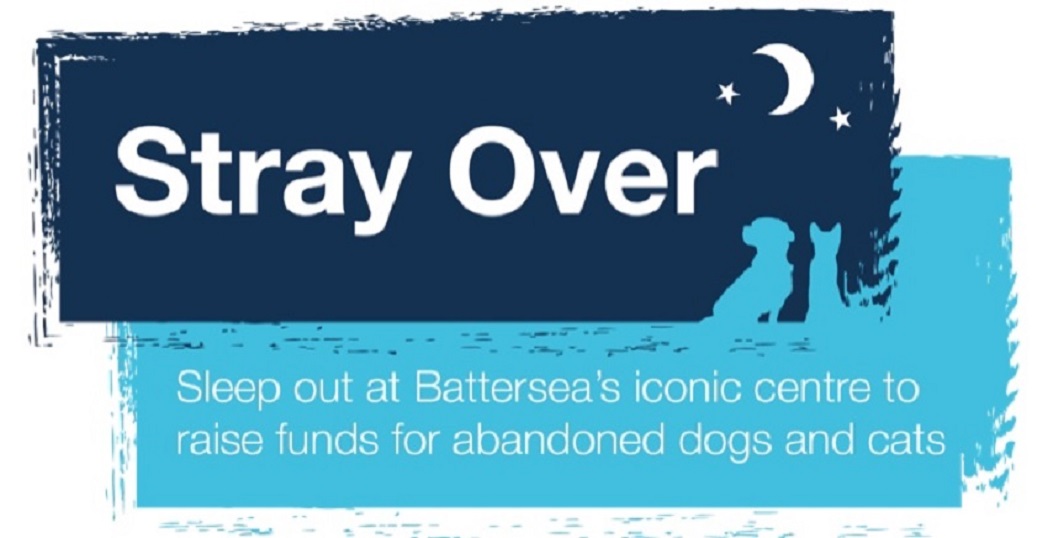 Stray Over
Sleep out at Battersea’s iconic centre to
raise funds for abandoned dogs and cats